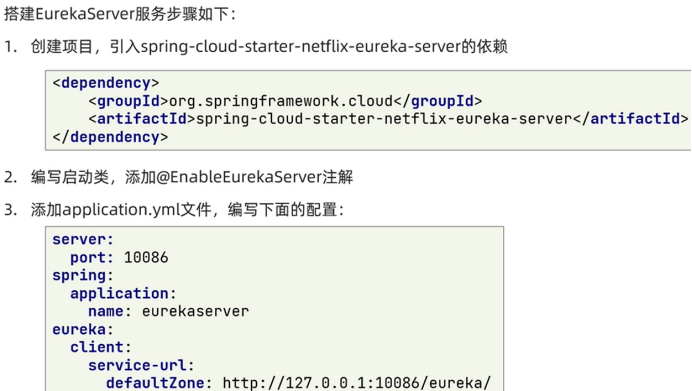 搭建EurekaServer服务步骤如下：
1. 创建项目，引入spring-cloud-starter-netflix-eureka-server的依赖
<dependency>
    <groupId>org.springframework.cloud</groupId>
    <artifactId>spring-cloud-starter-netflix-eureka-server</artifactId>
</dependency>
2. 编写启动类，添加@EnableEurekaServer注解
3. 添加application.yml文件，编写下面的配置：
server:
  port: 10086
spring:
  application:
    name: eurekaserver
eureka:
  client:
    service-url:
      defaultZone: http://127.0.0.1:10086/eureka/